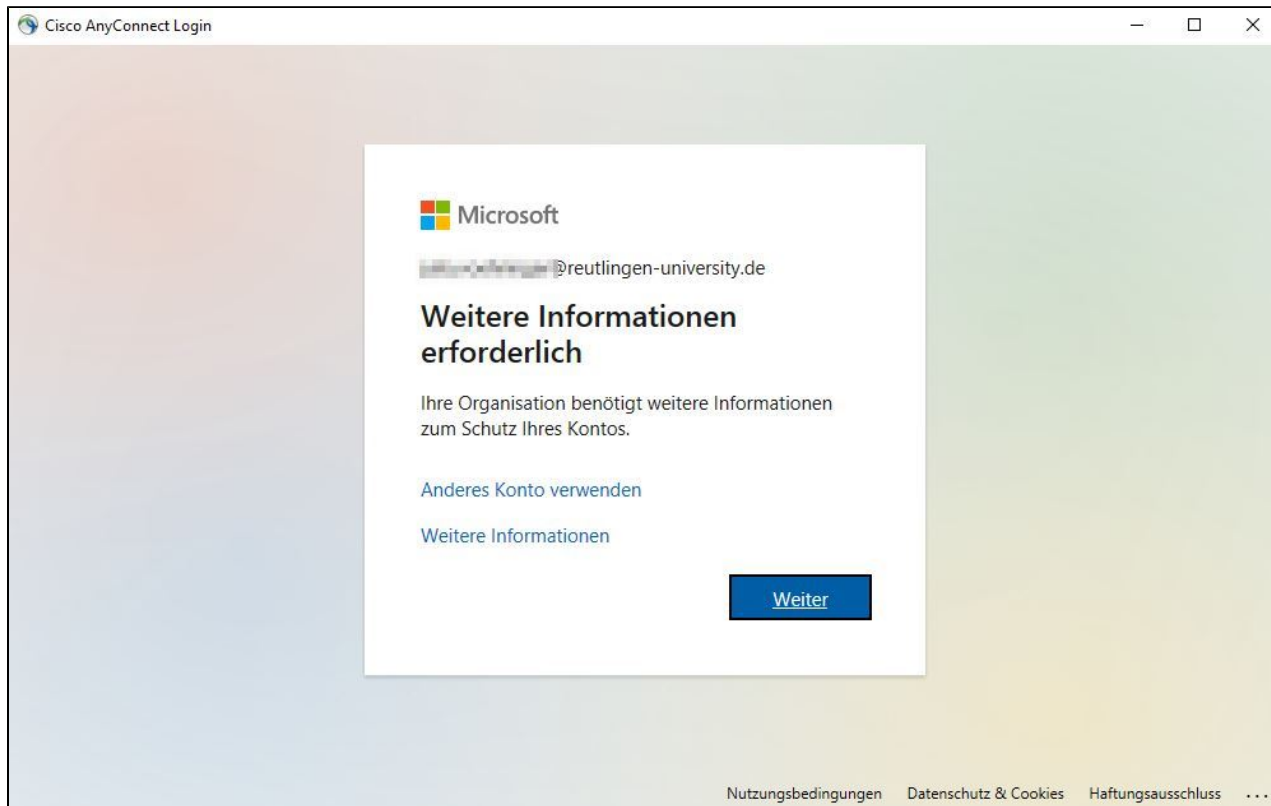 Cisco AnyConnect Login
Microsoft
@reutlingen-university.de
Weitere Informationen
erforderlich
Ihre Organisation benötigt weitere Informationen
zum Schutz Ihres Kontos.
Anderes Konto verwenden
Weitere Informationen
Weiter
Nutzungsbedingungen Datenschutz & Cookies Haftungsausschluss ...